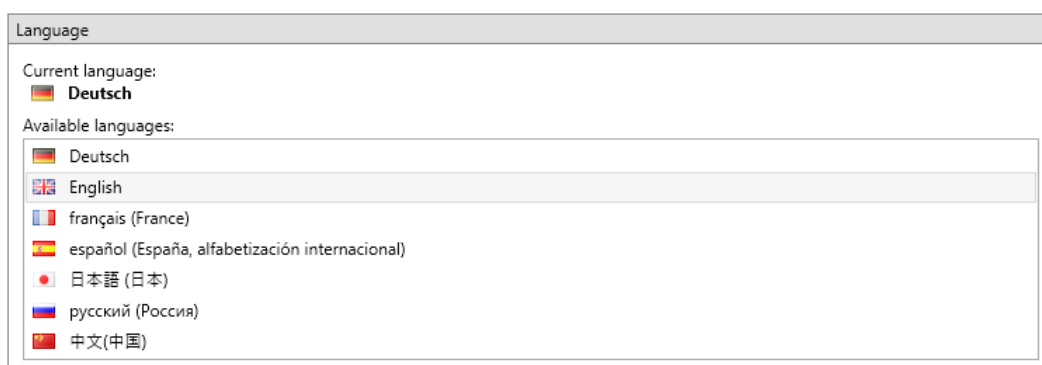 Language
Current language:
Deutsch
Available languages:
Deutsch
English
français (France)
español (España, alfabetización internacional)
日本語 (日本)
русский (Россия)
中文(中国)